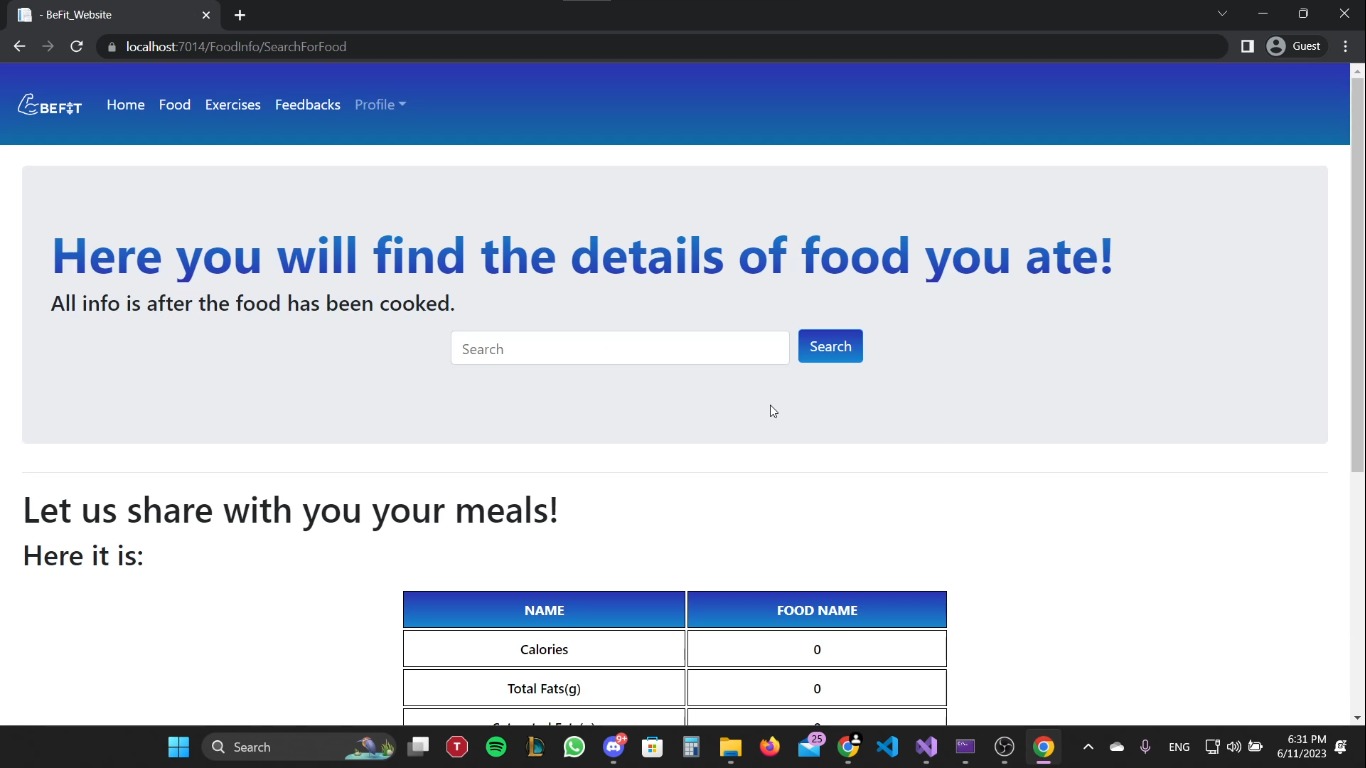 - BeFit_Website
localhost:7014/FoodInfo/SearchForFood
Guest
BEFIT
Home
Food
Exercises
Feedbacks
Profile
Here you will find the details of food you ate!
All info is after the food has been cooked.
Search
Search
Let us share with you your meals!
Here it is:
NAME
FOOD NAME
Calories
0
Total Fats(g)
0
Search
T
9+
25
ENG
6:31 PM
6/11/2023